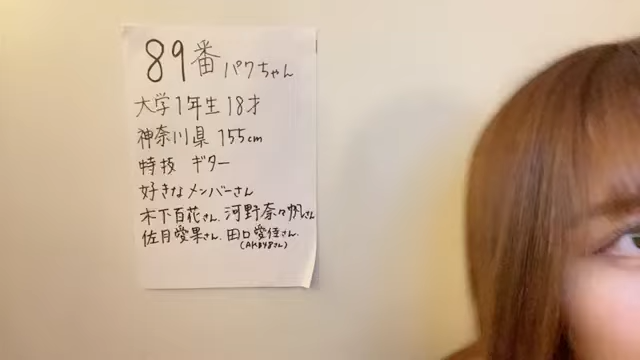 89番 パクちゃん
大学1年生 18才
神奈川県 155cm
特技 ギター
好きなメンバーさん
木下百花さん、河野奈々帆さん
佐月愛果さん、田口愛佳さん、
(AKB48さん)